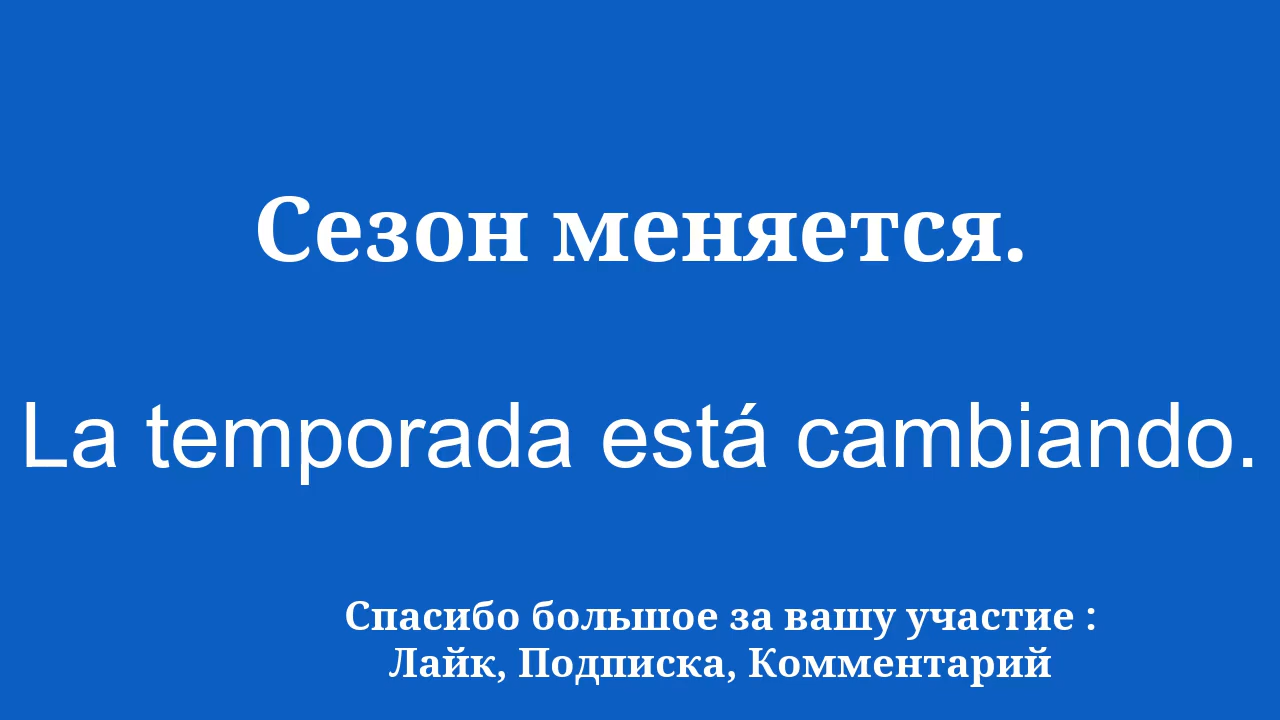 Сезон меняется.
La temporada está cambiando.
Спасибо большое за вашу участие :
Лайк, Подписка, Комментарий